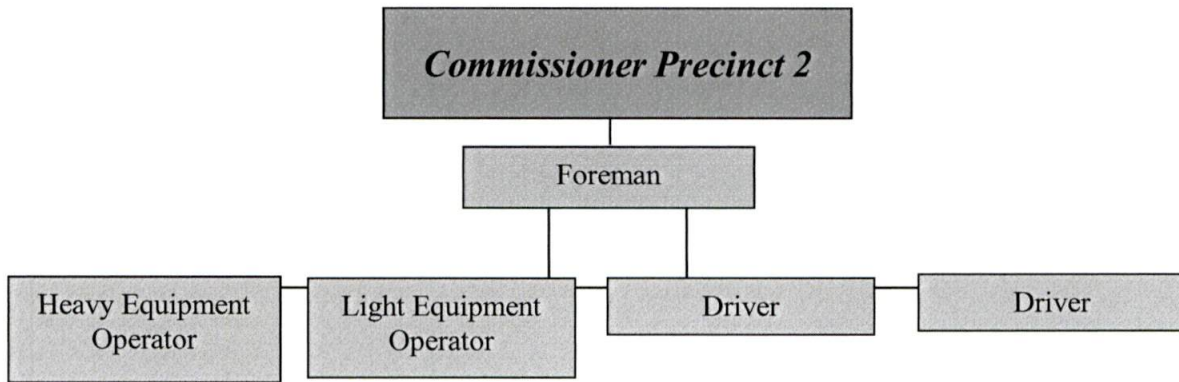 Commissioner Precinct 2
Foreman
Heavy Equipment
Operator
Light Equipment
Operator
Driver
Driver